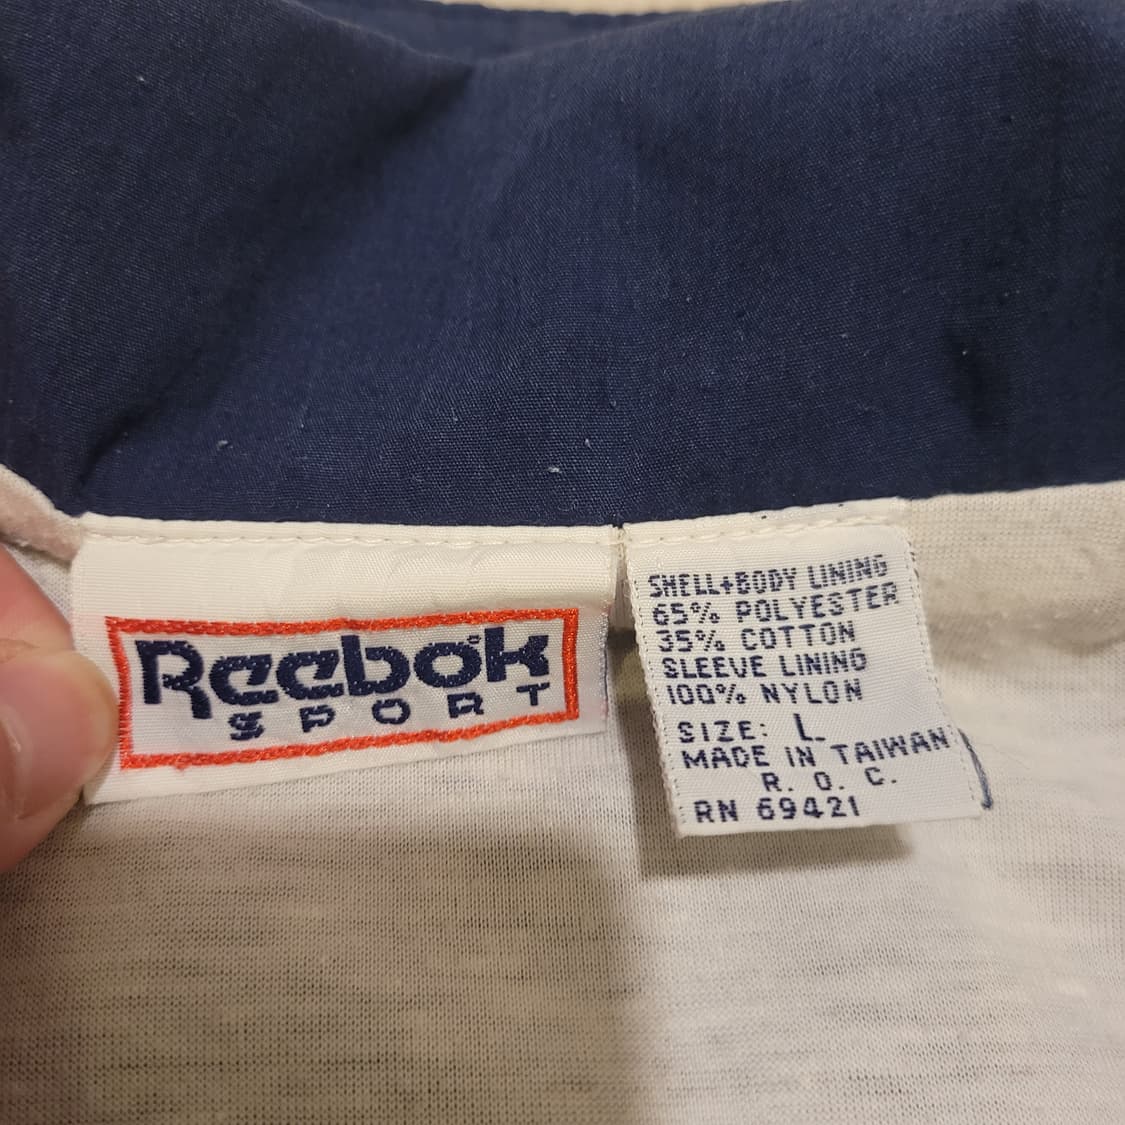 Reebok
SPORT
SHELL+BODY LINING
65% POLYESTER
35% COTTON
SLEEVE LINING
100% NYLON
SIZE: L
MADE IN TAIWAN
R. O. C.
RN 69421